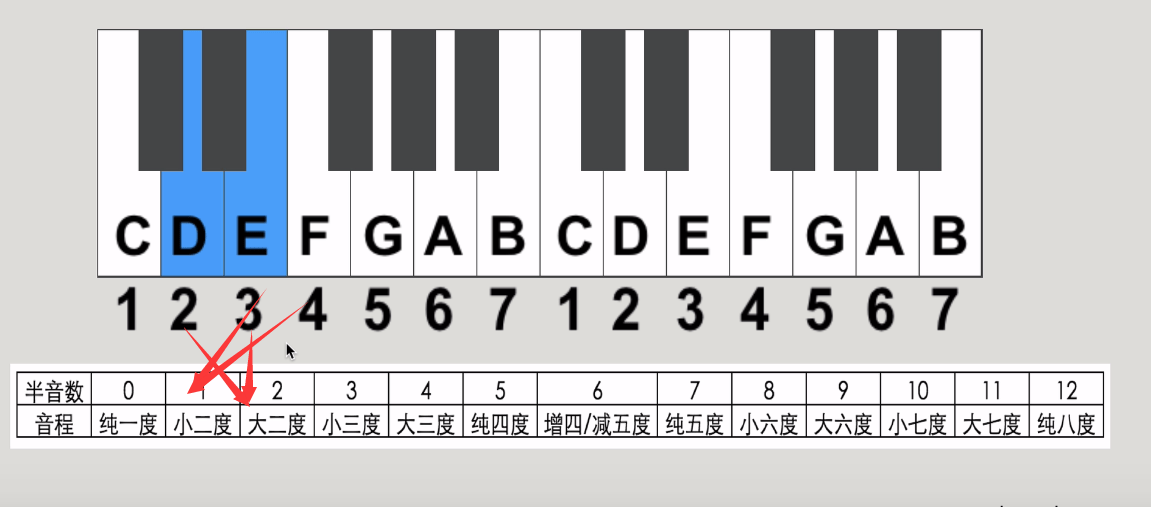 C D E F G A B C D E F G A B
1 2 3 4 5 6 7 1 2 3 4 5 6 7
半音数 0 1 2 3 4 5 6 7 8 9 10 11 12
音程 纯一度 小二度 大二度 小三度 大三度 纯四度 增四/减五度 纯五度 小六度 大六度 小七度 大七度 纯八度